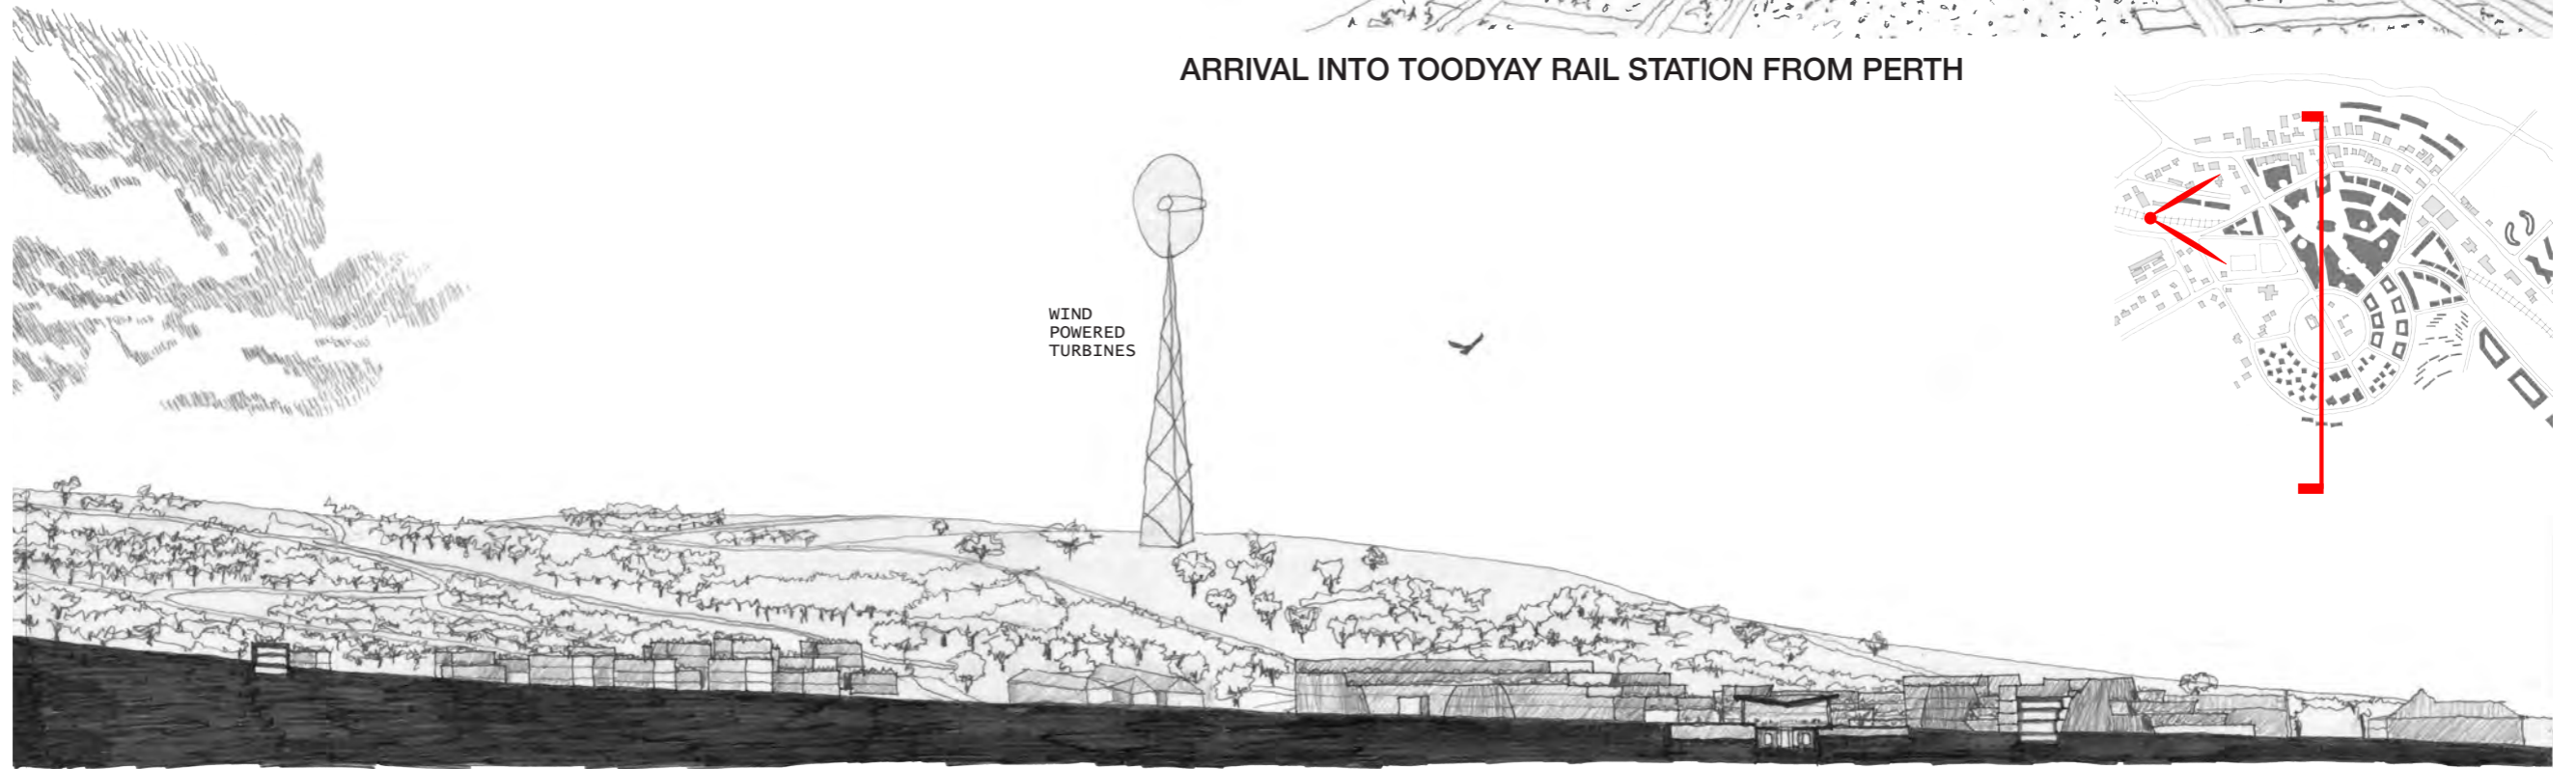 ARRIVAL INTO TOODYAY RAIL STATION FROM PERTH
WIND
POWERED
TURBINES